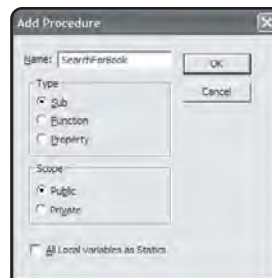 Add Procedure
Name: SearchForBook
OK
Type
Sub
Cancel
Function
Property
Scope
Public
Private
All Local variables as Statics